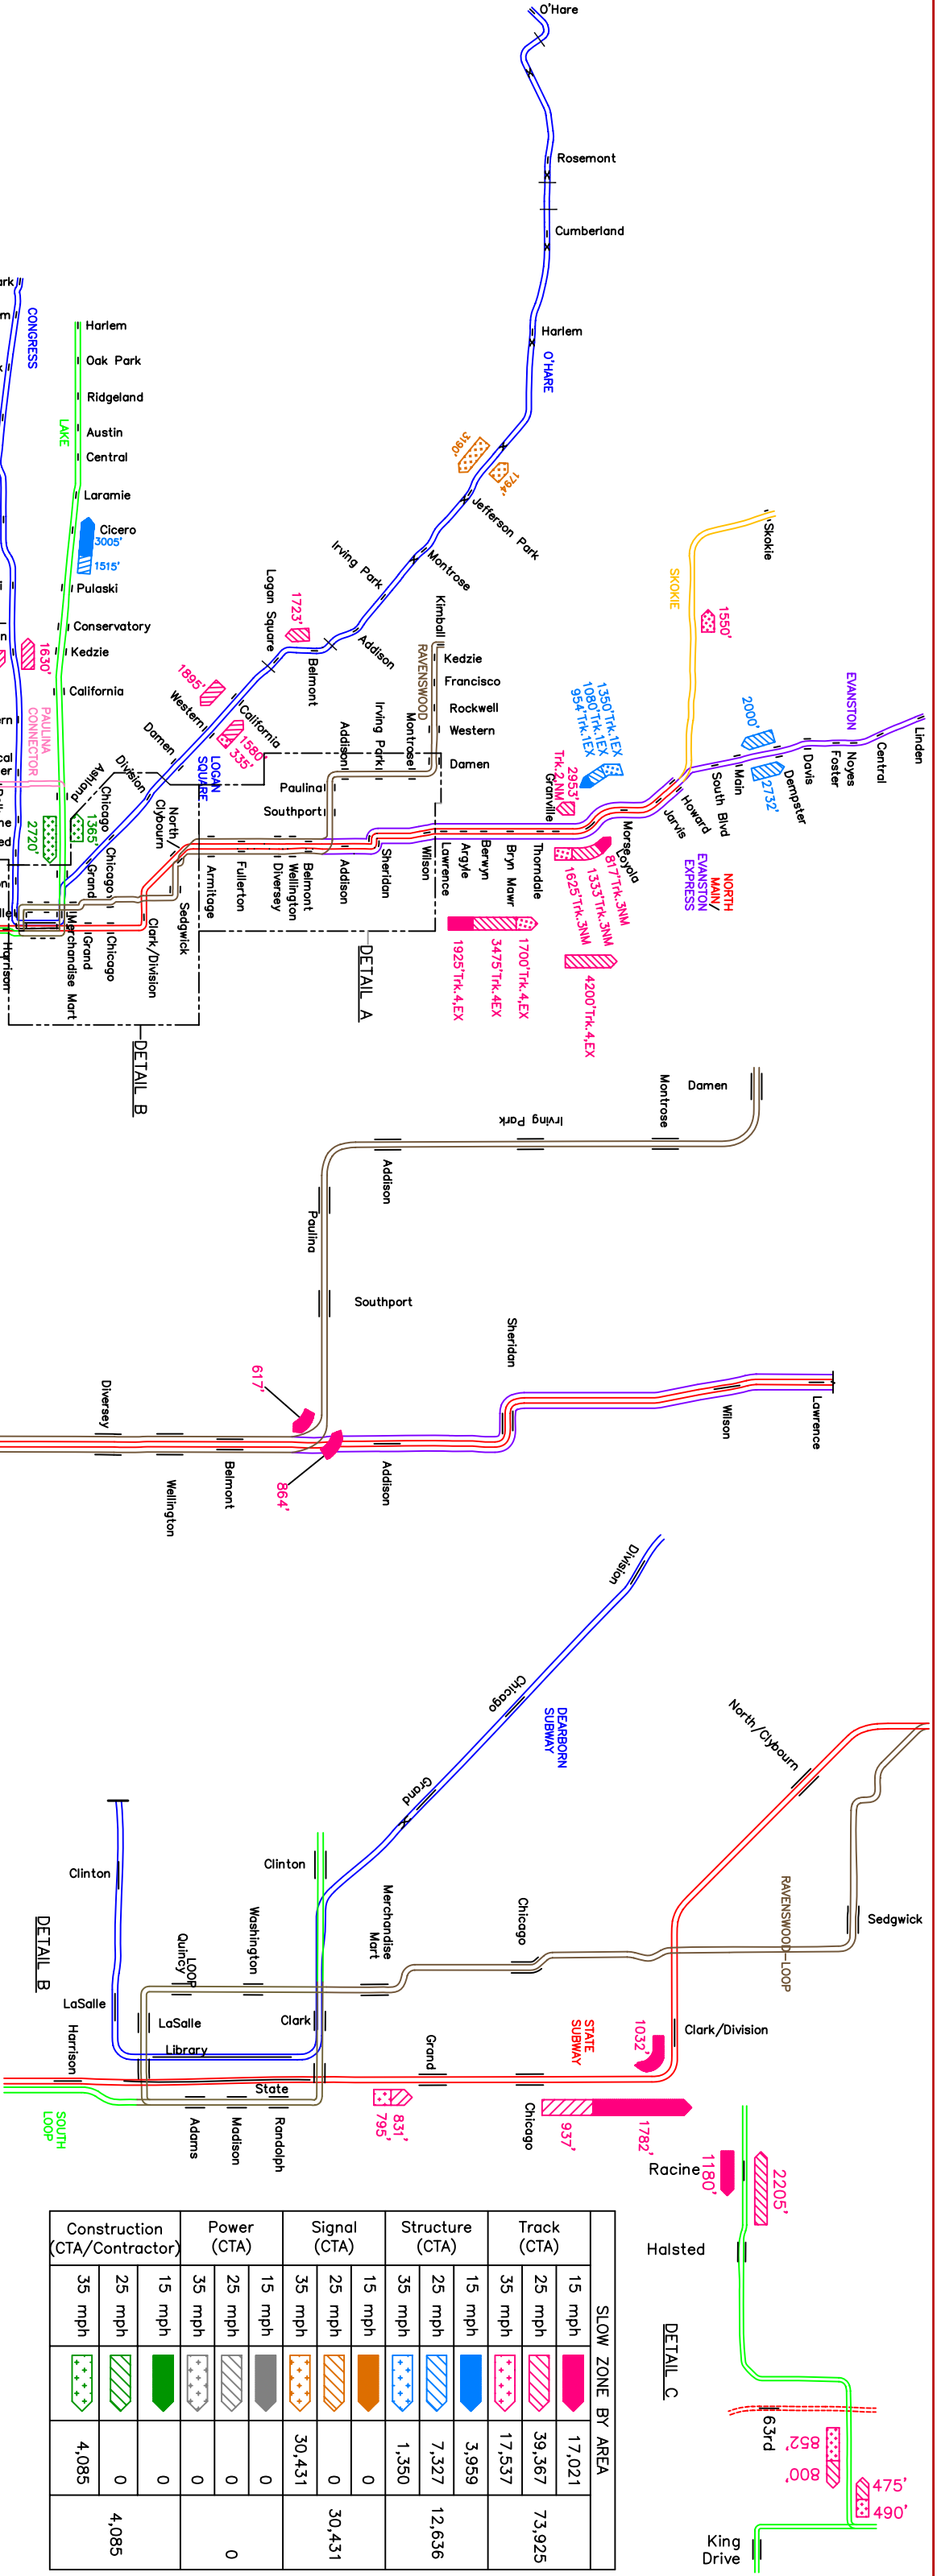 O'Hare
Rosemont
Cumberland
Harlem
O'HARE
3190'
1794'
Jefferson Park
Montrose
Irving Park
Addison
Logan Square
1723'
Belmont
1895'
Western
California
1580'
335'
Damen
LOGAN
SQUARE
Division
Chicago
Grand
CONGRESS
Harlem
Oak Park
Ridgeland
Austin
Central
LAKE
Laramie
Cicero
3005'
1515'
Pulaski
Conservatory
Kedzie
1630'
California
PAULINA
CONNECTOR
Ashland
1365'
2720'
Kimball
RAVENSWOOD
Kedzie
Francisco
Rockwell
Western
Damen
Montrose
Irving Park
Addison
Paulina
Southport
Skokie
SKOKIE
1550'
EVANSTON
Linden
Central
Noyes
Foster
Davis
Dempster
Main
South Blvd
2000'
2732'
Howard
Jarvis
Morse
Loyola
NORTH
MAIN/
EVANSTON
EXPRESS
1350'Trk.1EX
1080'Trk.1EX
954'Trk.1EX
2953'
Trk.2,NM
Granville
817'Trk.3NM
1333'Trk.3NM
1625'Trk.3NM
4200'Trk.4,EX
Thorndale
Bryn Mawr
Berwyn
Argyle
Lawrence
Wilson
1700'Trk.4,EX
3475'Trk.4EX
1925'Trk.4,EX
Sheridan
Addison
Belmont
Wellington
Diversey
Fullerton
Armitage
North
Clybourn
Sedgwick
Clark/Division
Chicago
Grand
Chicago
Merchandise Mart
Harrison
DETAIL A
DETAIL B
Damen
Montrose
Irving Park
Addison
Paulina
Southport
Sheridan
Lawrence
Wilson
617'
864'
Addison
Diversey
Belmont
Wellington
Division
Chicago
DEARBORN
SUBWAY
Grand
North/Clybourn
RAVENSWOOD-LOOP
Sedgwick
Clinton
Clinton
Merchandise
Mart
Chicago
Washington
Quincy
LOOP
DETAIL B
LaSalle
LaSalle
Clark
Library
Harrison
State
Grand
STATE
SUBWAY
1032'
Clark/Division
SOUTH
LOOP
Adams
Madison
Randolph
831'
795'
Chicago
937'
1782'
Racine
1180'
2205'
Halsted
DETAIL C
63rd
852'
800'
475'
490'
King
Drive
SLOW ZONE BY AREA
Track
(CTA)
15 mph 17,021
25 mph 39,367
35 mph 17,537
73,925
Structure
(CTA)
15 mph 3,959
25 mph 7,327
35 mph 1,350
12,636
Signal
(CTA)
15 mph 0
25 mph 0
35 mph 30,431
30,431
Power
(CTA)
15 mph 0
25 mph 0
35 mph 0
0
Construction
(CTA/Contractor)
15 mph 0
25 mph 0
35 mph 4,085
4,085